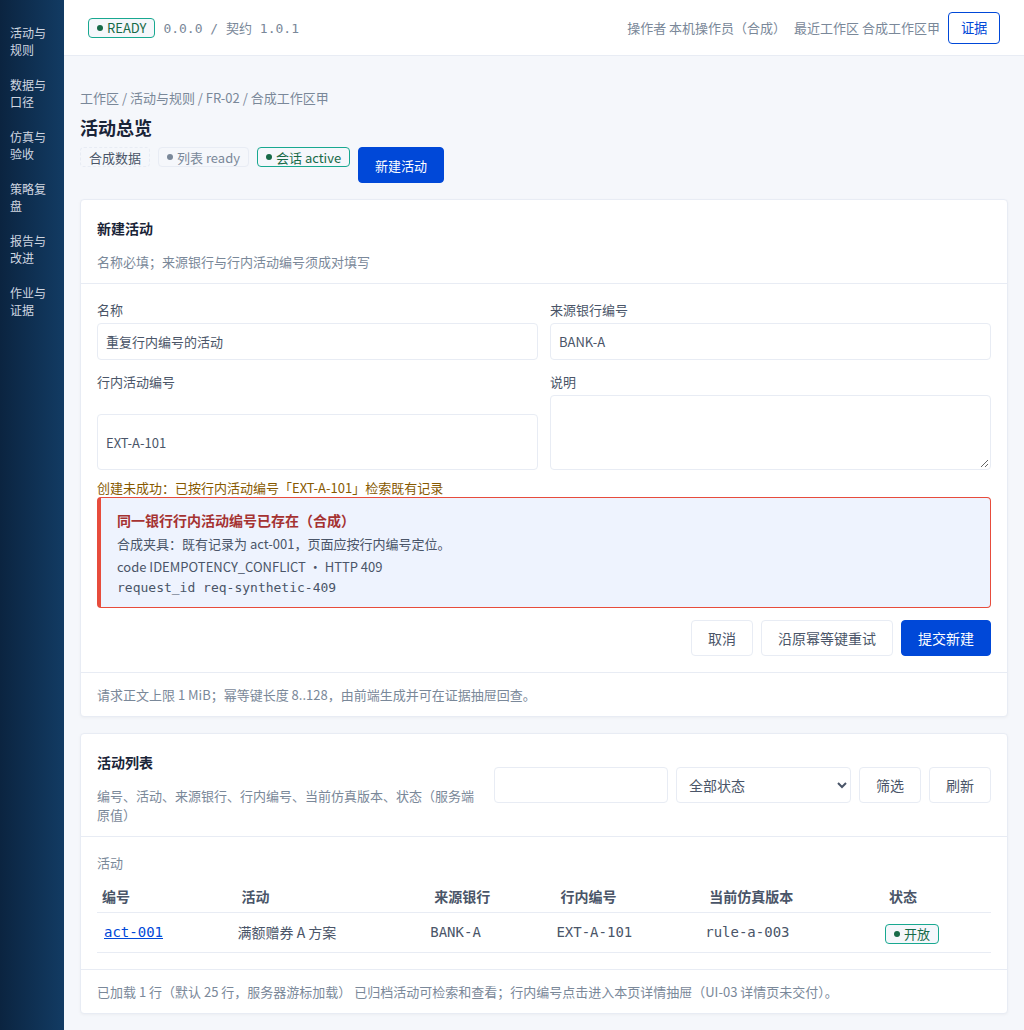 活动与
规则
数据与
口径
仿真与
验收
策略复
盘
报告与
改进
作业与
证据
READY 0.0.0 / 契约 1.0.1
操作者 本机操作员（合成） 最近工作区 合成工作区甲 证据
工作区 / 活动与规则 / FR-02 / 合成工作区甲
活动总览
合成数据 列表 ready 会话 active 新建活动
新建活动
名称必填；来源银行与行内活动编号须成对填写
名称 来源银行编号
重复行内编号的活动 BANK-A
行内活动编号 说明
EXT-A-101
创建未成功：已按行内活动编号「EXT-A-101」检索既有记录
同一银行行内活动编号已存在（合成）
合成夹具：既有记录为 act-001，页面应按行内编号定位。
code IDEMPOTENCY_CONFLICT · HTTP 409
request_id req-synthetic-409
取消 沿原幂等键重试 提交新建
请求正文上限 1 MiB；幂等键长度 8..128，由前端生成并可在证据抽屉回查。
活动列表
编号、活动、来源银行、行内编号、当前仿真版本、状态（服务端
原值）
全部状态 筛选 刷新
活动
编号 活动 来源银行 行内编号 当前仿真版本 状态
act-001 满额赠券 A 方案 BANK-A EXT-A-101 rule-a-003 开放
已加载 1 行（默认 25 行，服务器游标加载） 已归档活动可检索和查看；行内编号点击进入本页详情抽屉（UI-03 详情页未交付）。